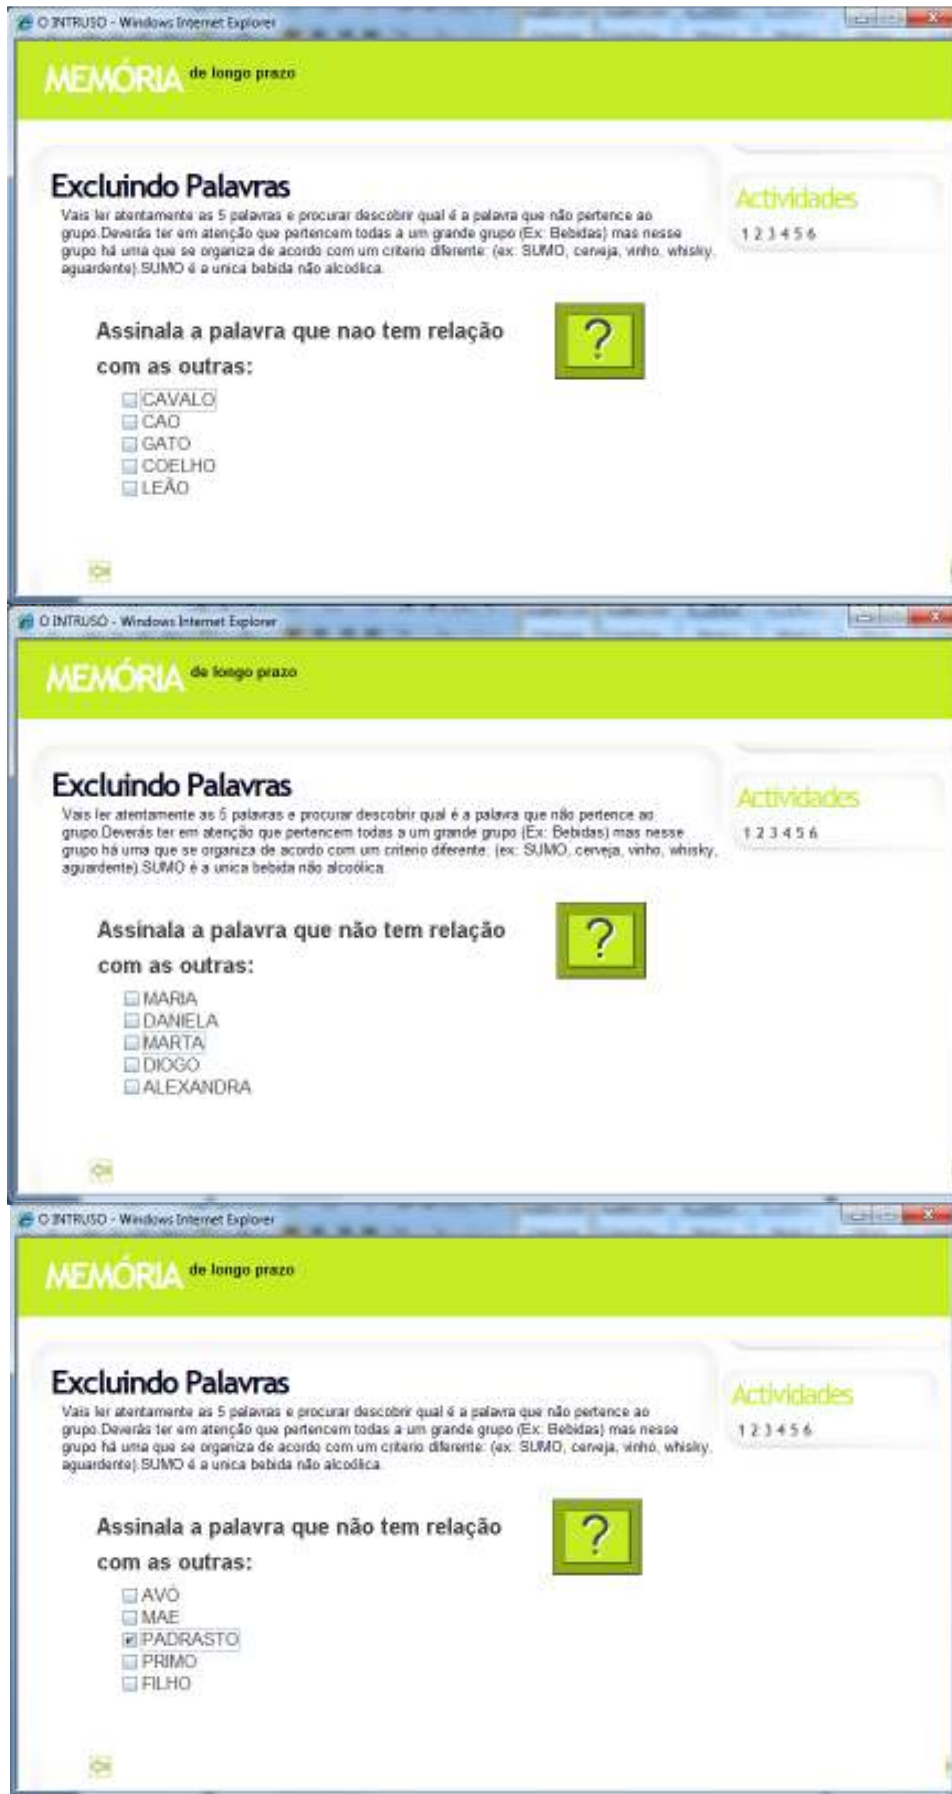 O INTRUSO - Windows Internet Explorer
MEMÓRIA de longo prazo
Excluindo Palavras
Vais ler atentamente as 5 palavras e procurar descobrir qual é a palavra que não pertence ao
grupo.Deverás ter em atenção que pertencem todas a um grande grupo (Ex: Bebidas) mas nesse
grupo há uma que se organiza de acordo com um criterio diferente: (ex: SUMO, cerveja, vinho, whisky,
aguardente).SUMO é a unica bebida não alcoólica.
Actividades
1 2 3 4 5 6
Assinala a palavra que nao tem relação
com as outras:
?
CAVALO
CAO
GATO
COELHO
LEÃO
O INTRUSO - Windows Internet Explorer
MEMÓRIA de longo prazo
Excluindo Palavras
Vais ler atentamente as 5 palavras e procurar descobrir qual é a palavra que não pertence ao
grupo.Deverás ter em atenção que pertencem todas a um grande grupo (Ex: Bebidas) mas nesse
grupo há uma que se organiza de acordo com um criterio diferente: (ex: SUMO, cerveja, vinho, whisky,
aguardente).SUMO é a unica bebida não alcoólica.
Actividades
1 2 3 4 5 6
Assinala a palavra que não tem relação
com as outras:
?
MARIA
DANIELA
MARTA
DIOGO
ALEXANDRA
O INTRUSO - Windows Internet Explorer
MEMÓRIA de longo prazo
Excluindo Palavras
Vais ler atentamente as 5 palavras e procurar descobrir qual é a palavra que não pertence ao
grupo.Deverás ter em atenção que pertencem todas a um grande grupo (Ex: Bebidas) mas nesse
grupo há uma que se organiza de acordo com um criterio diferente: (ex: SUMO, cerveja, vinho, whisky,
aguardente).SUMO é a unica bebida não alcoólica.
Actividades
1 2 3 4 5 6
Assinala a palavra que não tem relação
com as outras:
?
AVÓ
MAE
PADRASTO
PRIMO
FILHO